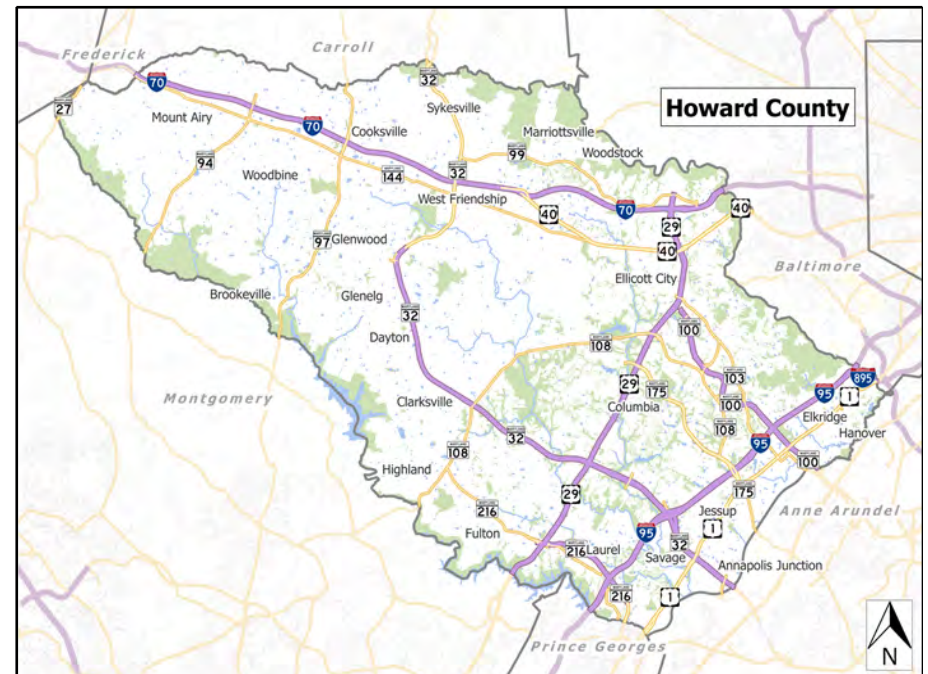 Frederick
Carroll
70
32
27
Mount Airy
Sykesville
Howard County
70
Cooksville
Marriottsville
94
99
Woodstock
Woodbine
144
32
West Friendship
70
40
40
29
97
Glenwood
40
Baltimore
Ellicott City
Brookeville
Glenelg
32
Dayton
100
108
103
95
895
Montgomery
29
175
1
Clarksville
Columbia
100
Elkridge
108
Hanover
32
95
108
100
Highland
29
175
216
Jessup
Anne Arundel
Fulton
95
1
216
Laurel
32
Savage
Annapolis Junction
216
1
Prince Georges
N